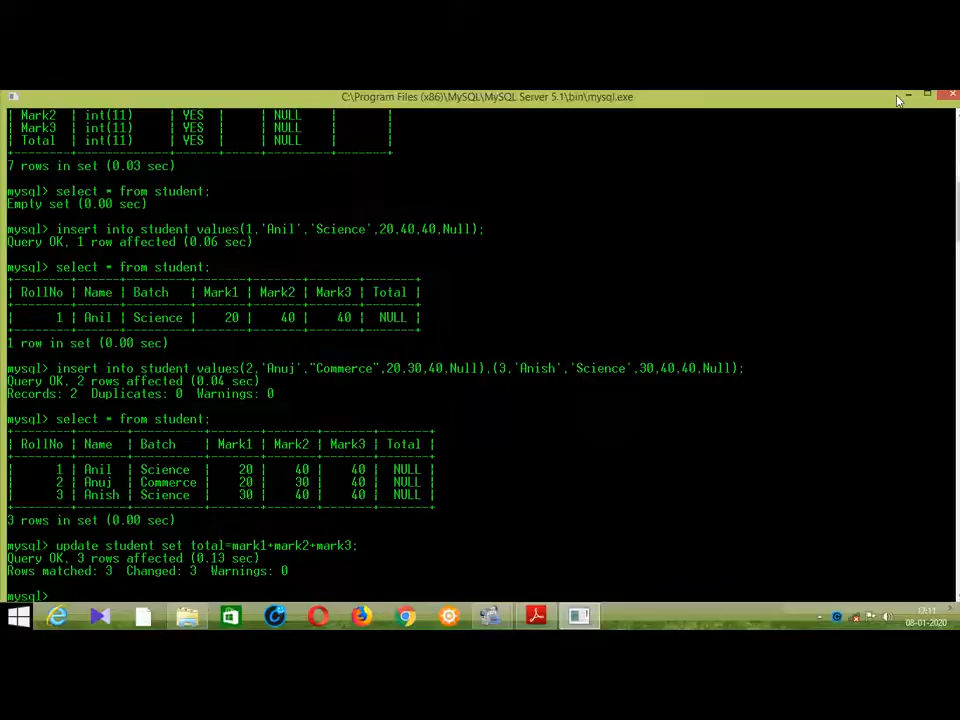 C:\Program Files (x86)\MySQL\MySQL Server 5.1\bin\mysql.exe
| Mark2 | int(11) | YES | | NULL | |
| Mark3 | int(11) | YES | | NULL | |
| Total | int(11) | YES | | NULL | |
7 rows in set (0.03 sec)
mysql> select * from student;
Empty set (0.00 sec)
mysql> insert into student values(1,'Anil','Science',20,40,40,Null);
Query OK, 1 row affected (0.06 sec)
mysql> select * from student;
| RollNo | Name | Batch | Mark1 | Mark2 | Mark3 | Total |
| 1 | Anil | Science | 20 | 40 | 40 | NULL |
1 row in set (0.00 sec)
mysql> insert into student values(2,'Anuj',"Commerce",20,30,40,Null),(3,'Anish','Science',30,40,40,Null);
Query OK, 2 rows affected (0.04 sec)
Records: 2 Duplicates: 0 Warnings: 0
mysql> select * from student;
| RollNo | Name | Batch | Mark1 | Mark2 | Mark3 | Total |
| 1 | Anil | Science | 20 | 40 | 40 | NULL |
| 2 | Anuj | Commerce | 20 | 30 | 40 | NULL |
| 3 | Anish | Science | 30 | 40 | 40 | NULL |
3 rows in set (0.00 sec)
mysql> update student set total=mark1+mark2+mark3;
Query OK, 3 rows affected (0.13 sec)
Rows matched: 3 Changed: 3 Warnings: 0
mysql>
17:11
08-01-2020